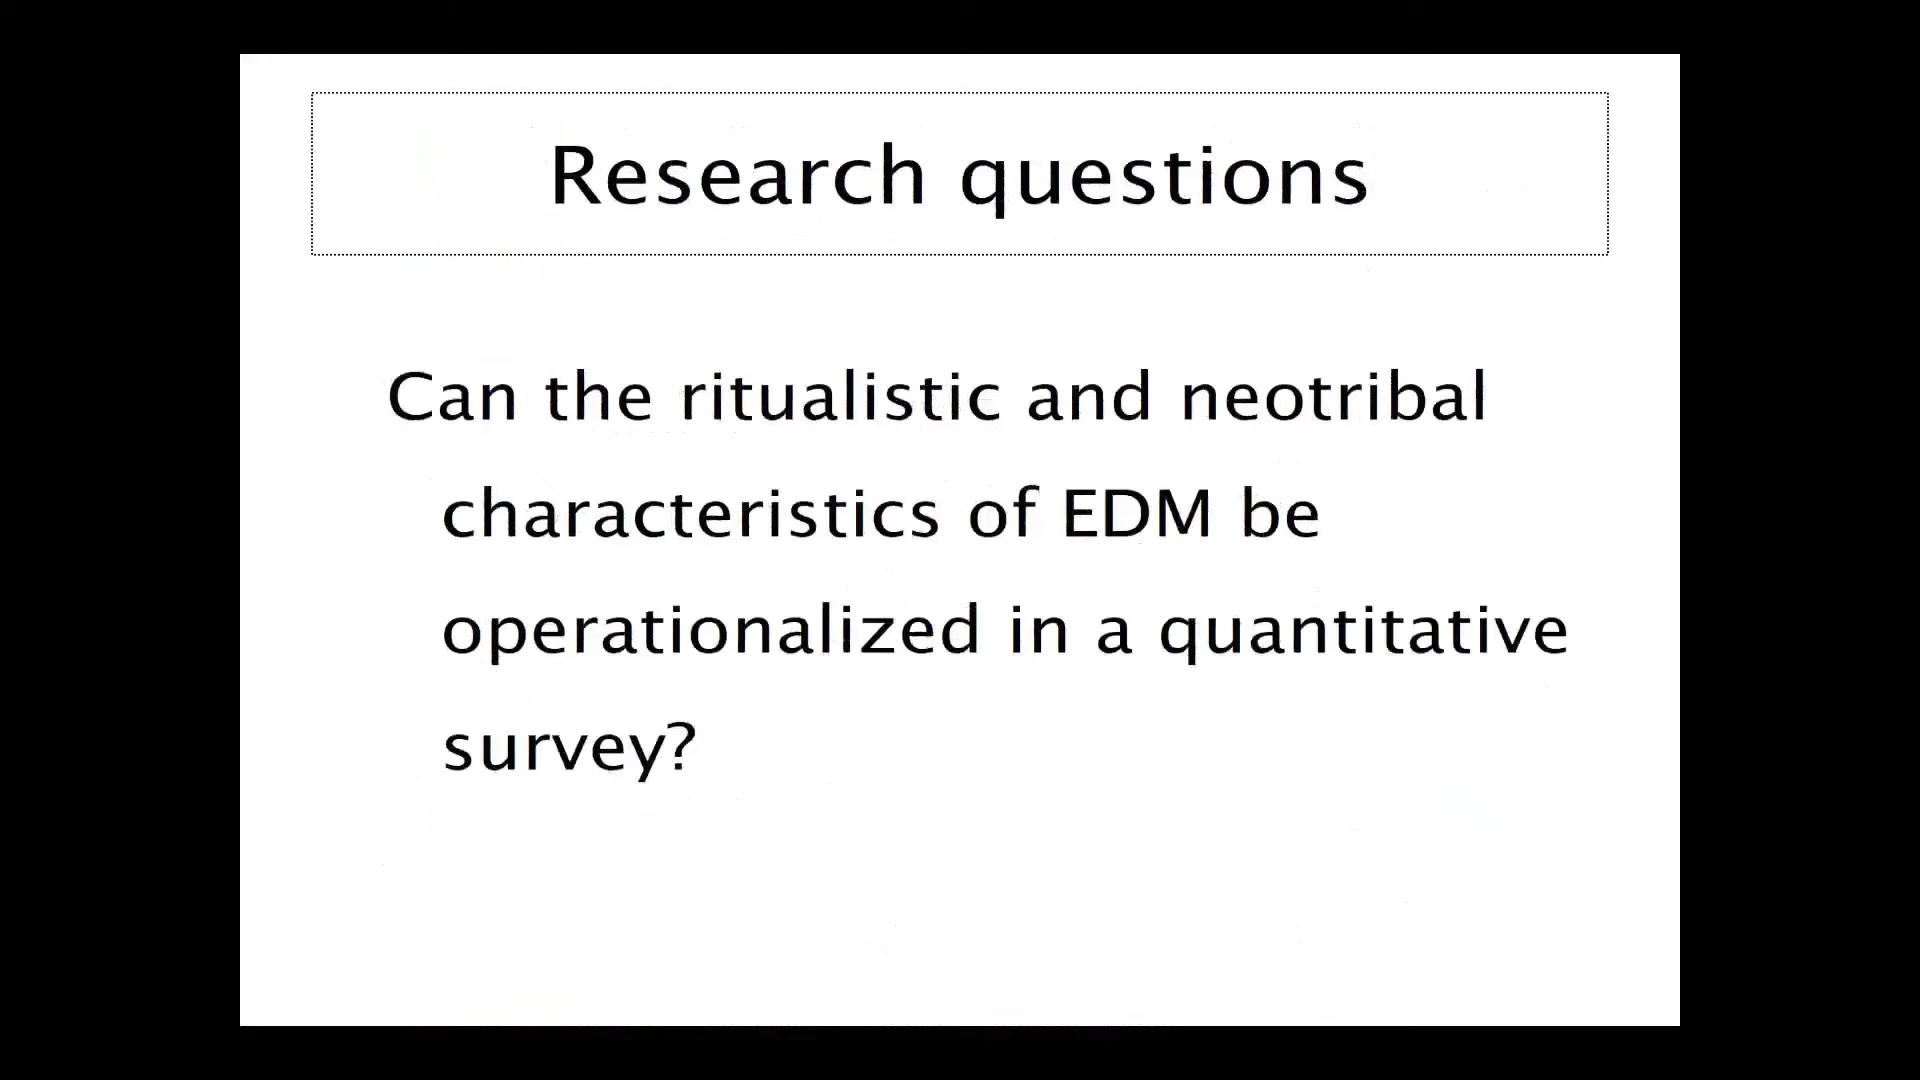 Research questions
Can the ritualistic and neotribal
characteristics of EDM be
operationalized in a quantitative
survey?